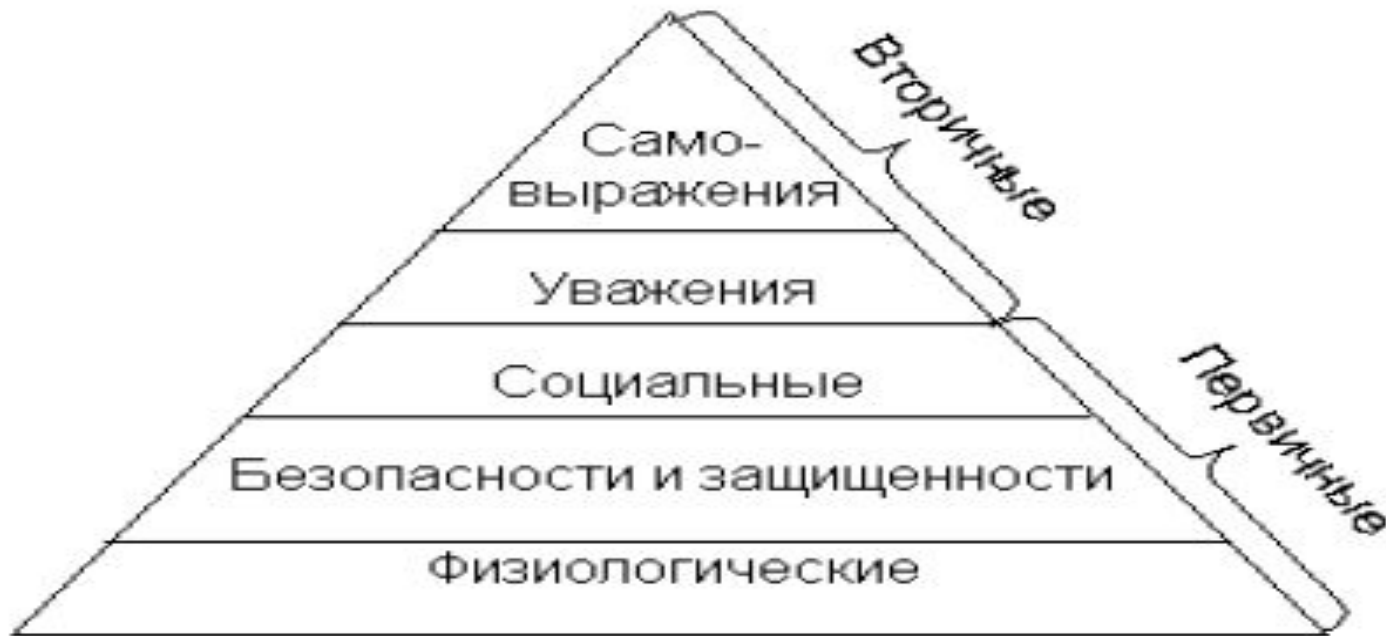 Само-
выражения
Уважения
Социальные
Безопасности и защищенности
Физиологические
Вторичные
Первичные